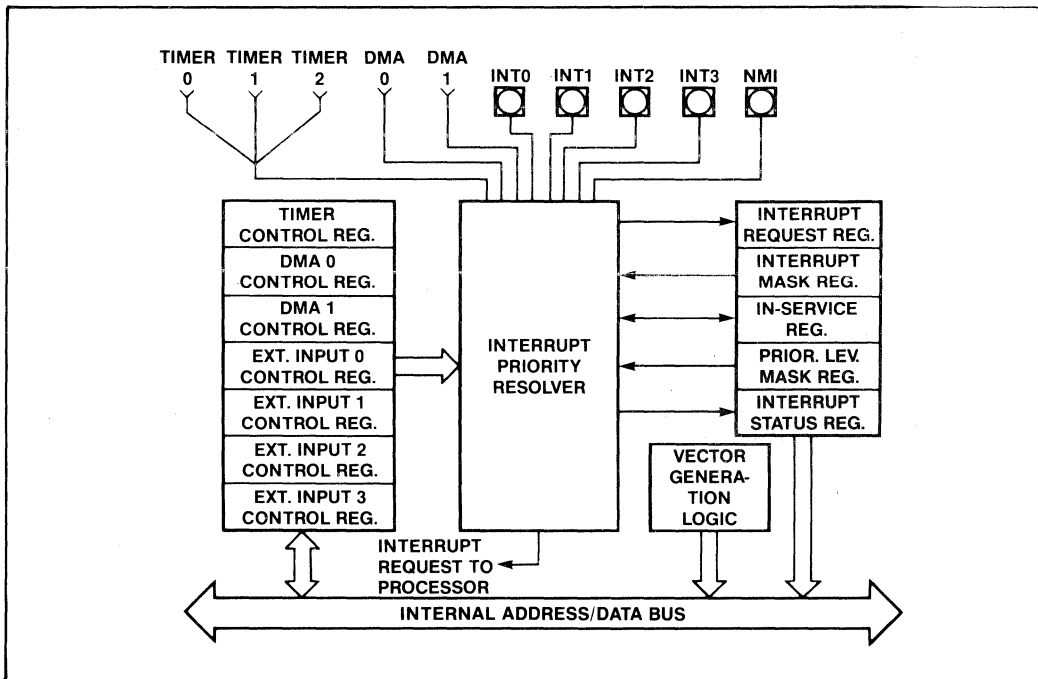 TIMER TIMER TIMER DMA DMA
0 1 2 0 1
INT0 INT1 INT2 INT3 NMI
TIMER
CONTROL REG.
DMA 0
CONTROL REG.
DMA 1
CONTROL REG.
EXT. INPUT 0
CONTROL REG.
EXT. INPUT 1
CONTROL REG.
EXT. INPUT 2
CONTROL REG.
EXT. INPUT 3
CONTROL REG.
INTERRUPT
PRIORITY
RESOLVER
INTERRUPT
REQUEST REG.
INTERRUPT
MASK REG.
IN-SERVICE
REG.
PRIOR. LEV.
MASK REG.
INTERRUPT
STATUS REG.
VECTOR
GENERA-
TION
LOGIC
INTERRUPT
REQUEST TO
PROCESSOR
INTERNAL ADDRESS/DATA BUS